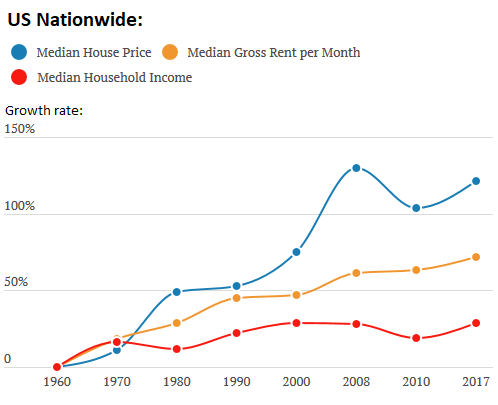 US Nationwide:
Median House Price
Median Gross Rent per Month
Median Household Income
Growth rate:
150%
100%
50%
0
1960 1970 1980 1990 2000 2008 2010 2017